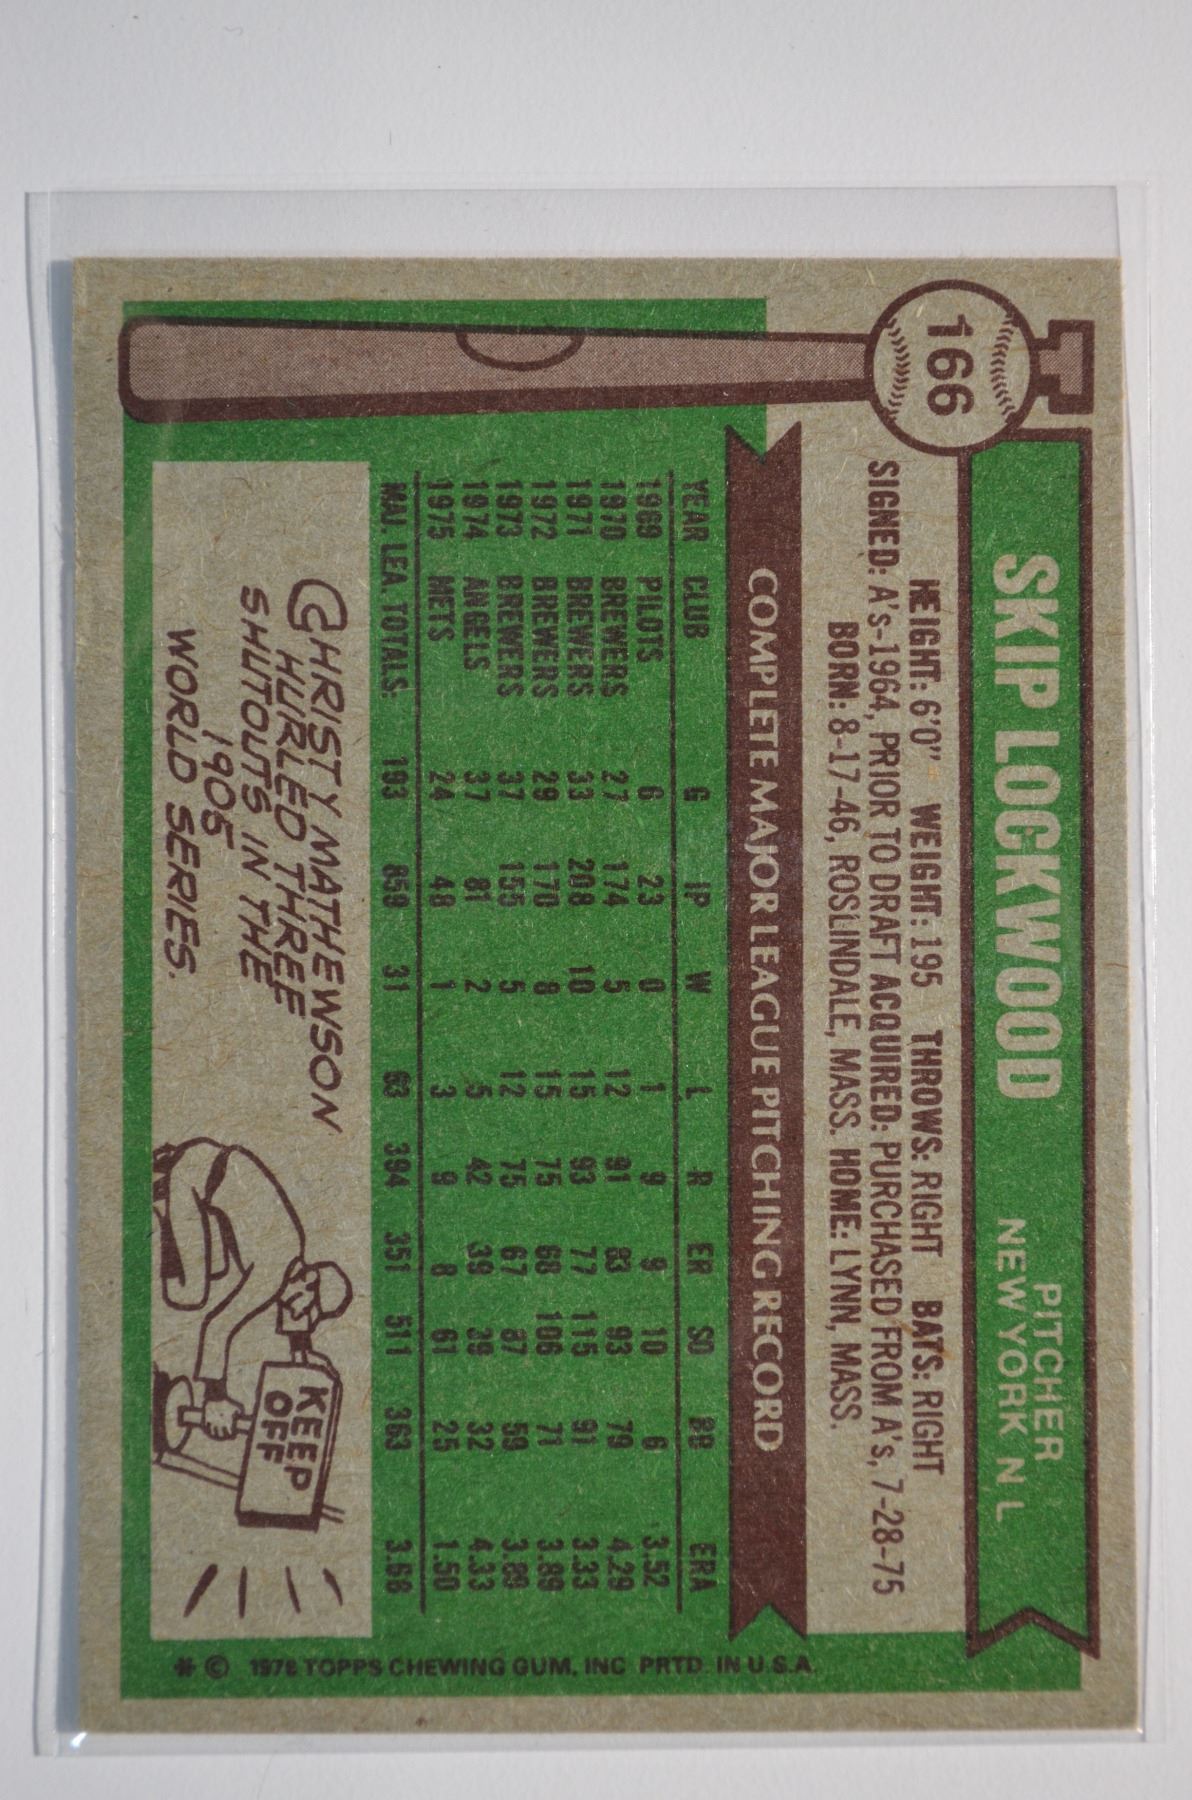 166
SKIP LOCKWOOD
PITCHER
NEW YORK N L
HEIGHT: 6'0" WEIGHT: 195 THROWS: RIGHT BATS: RIGHT
SIGNED: A's-1964, PRIOR TO DRAFT ACQUIRED: PURCHASED FROM A's, 7-28-75
BORN: 8-17-46, ROSLINDALE, MASS. HOME: LYNN, MASS.
COMPLETE MAJOR LEAGUE PITCHING RECORD
YEAR CLUB G IP W L R ER SO BB ERA
1969 PILOTS 6 23 0 1 9 9 10 6 3.52
1970 BREWERS 27 174 5 12 91 83 93 79 4.29
1971 BREWERS 33 208 10 15 93 77 115 91 3.33
1972 BREWERS 29 170 8 15 75 68 106 71 3.89
1973 BREWERS 37 155 5 12 75 67 87 59 3.89
1974 ANGELS 37 81 2 5 42 39 39 32 4.33
1975 METS 24 48 1 3 9 8 61 25 1.50
MAJ. LEA. TOTALS. 193 859 31 63 394 351 511 363 3.68
CHRISTY MATHEWSON
HURLED THREE
SHUTOUTS IN THE
1905
WORLD SERIES.
KEEP
OFF
* © 1976 TOPPS CHEWING GUM, INC PRTD. IN U.S.A